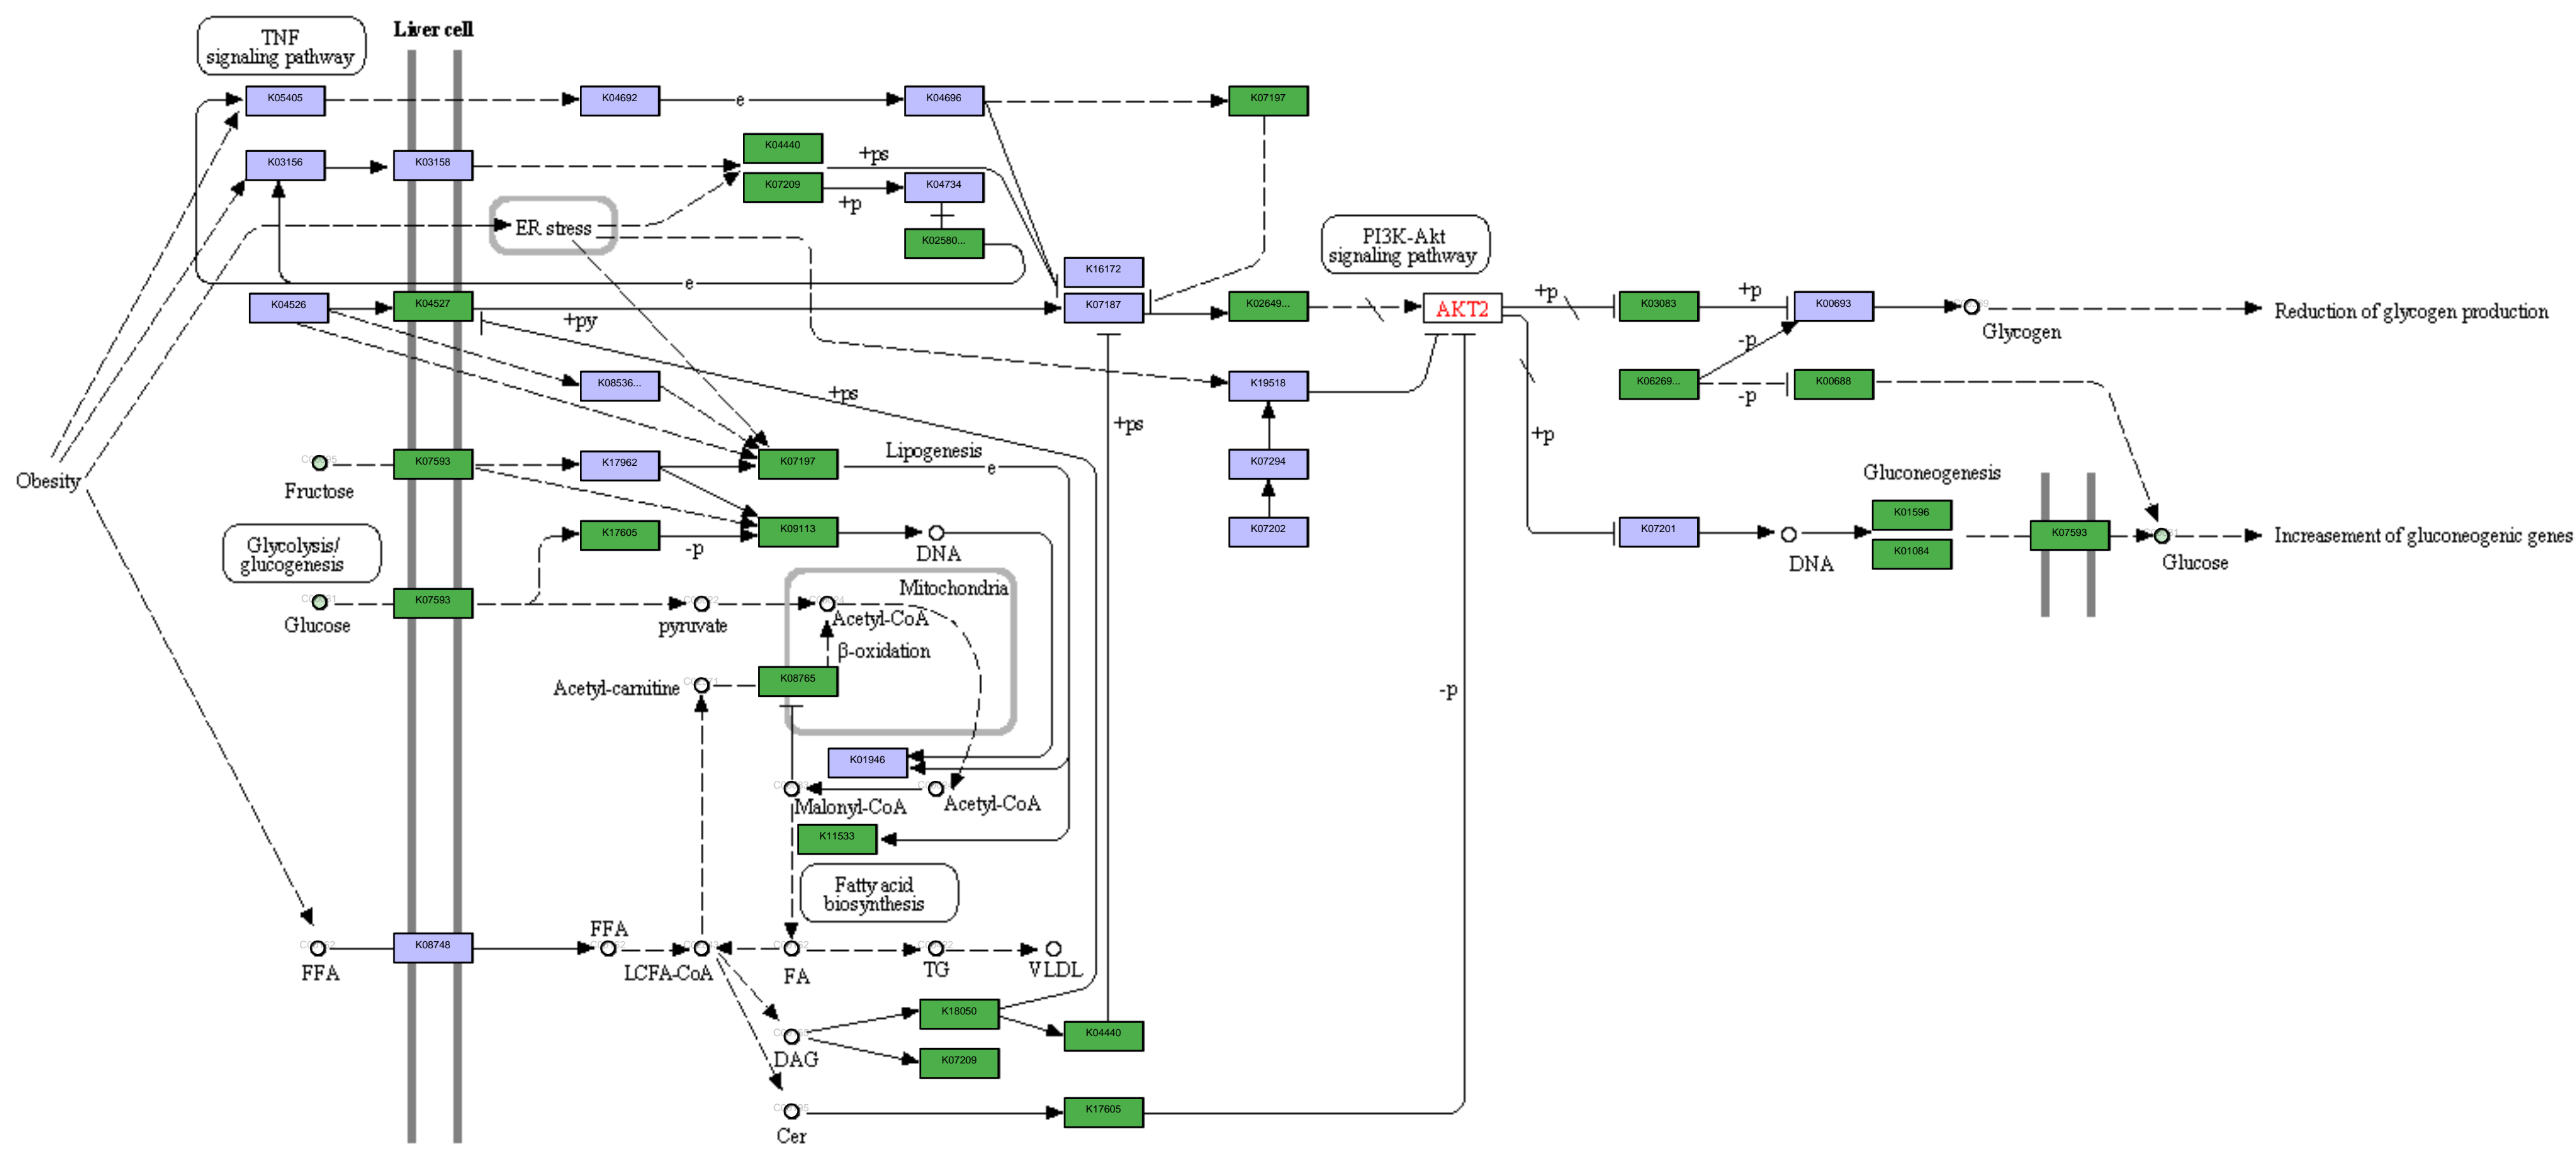 TNF
signaling pathway
Liver cell
K05405
K04692
e
K04696
K07197
K03156
K03158
K04440
+ps
K07209
+p
K04734
ER stress
K02580...
e
PI3K-Akt
signaling pathway
K16172
K04526
K04527
+py
K07187
K02649...
AKT2
+p
K03083
+p
K00693
Glycogen
Reduction of glycogen production
-p
K08536...
+ps
K19518
K06269...
-p
K00688
+ps
+p
Obesity
Fructose
K07593
K17962
K07197
Lipogenesis
e
K07294
Gluconeogenesis
Glycolysis/
glucogenesis
K17605
-p
K09113
DNA
K07202
K07201
DNA
K01596
K01084
K07593
Glucose
Increasement of gluconeogenic genes
Glucose
K07593
pyruvate
Mitochondria
Acetyl-CoA
β-oxidation
Acetyl-carnitine
K08765
-p
K01946
Malonyl-CoA
Acetyl-CoA
K11533
Fatty acid
biosynthesis
FFA
K08748
FFA
LCFA-CoA
FA
TG
VLDL
K18050
DAG
K04440
K07209
K17605
Cer